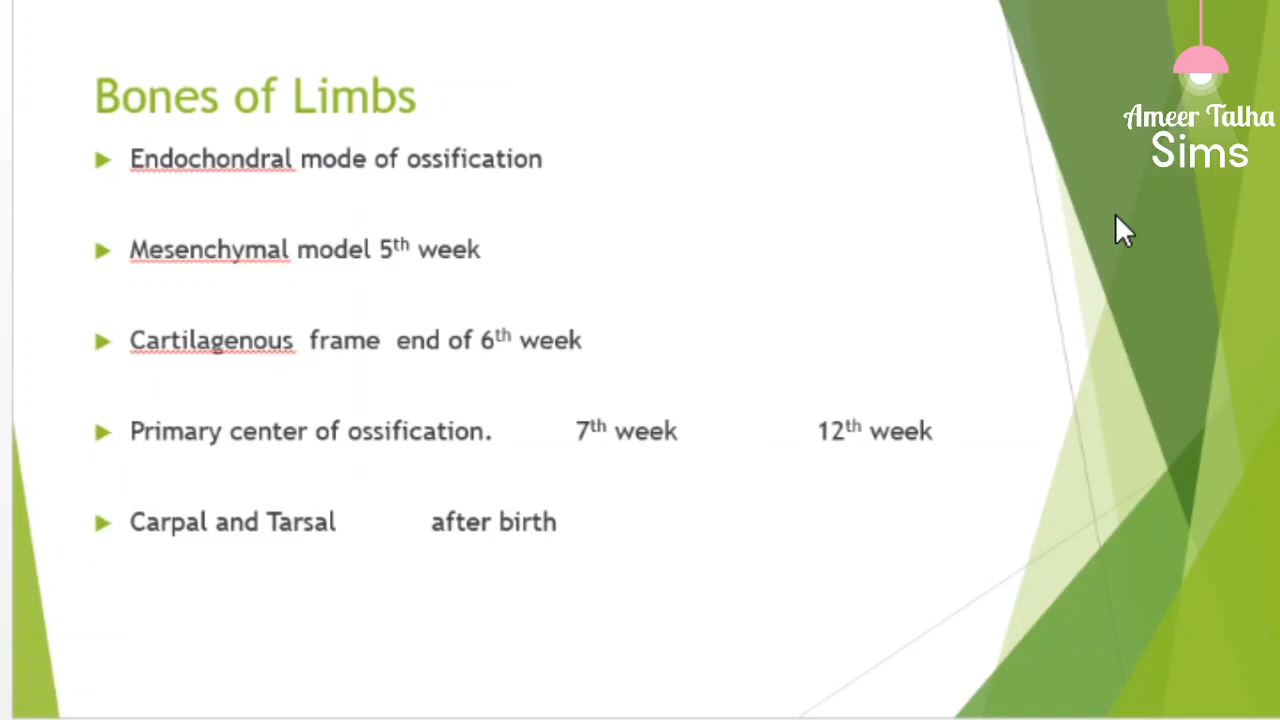 Bones of Limbs
Endochondral mode of ossification
Mesenchymal model 5th week
Cartilagenous frame end of 6th week
Primary center of ossification. 7th week 12th week
Carpal and Tarsal after birth
Ameer Talha
Sims